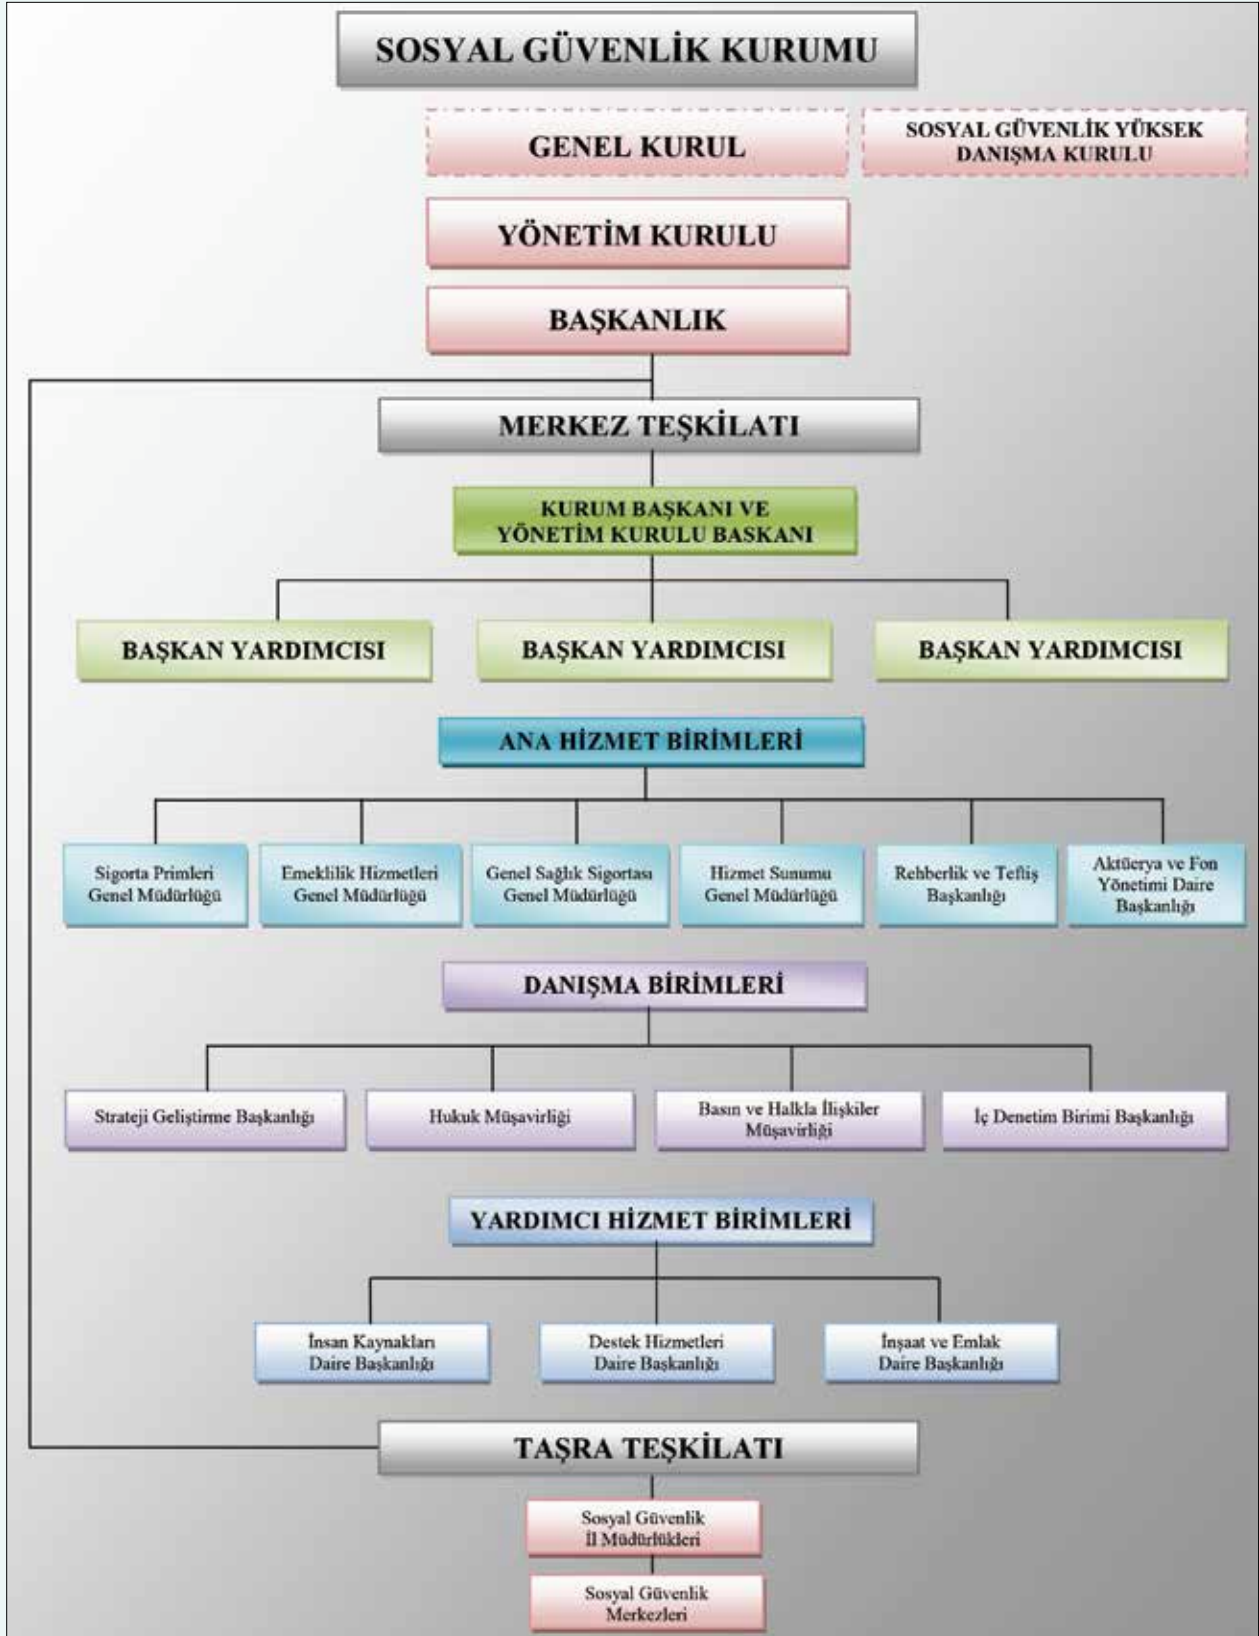 SOSYAL GÜVENLİK KURUMU
GENEL KURUL
SOSYAL GÜVENLİK YÜKSEK
DANIŞMA KURULU
YÖNETİM KURULU
BAŞKANLIK
MERKEZ TEŞKİLATI
KURUM BAŞKANI VE
YÖNETİM KURULU BASKANI
BAŞKAN YARDIMCISI
BAŞKAN YARDIMCISI
BAŞKAN YARDIMCISI
ANA HİZMET BİRİMLERİ
Sigorta Primleri
Genel Müdürlüğü
Emeklilik Hizmetleri
Genel Müdürlüğü
Genel Sağlık Sigortası
Genel Müdürlüğü
Hizmet Sunumu
Genel Müdürlüğü
Rehberlik ve Teftiş
Başkanlığı
Aktüerya ve Fon
Yönetimi Daire
Başkanlığı
DANIŞMA BİRİMLERİ
Strateji Geliştirme Başkanlığı
Hukuk Müşavirliği
Basın ve Halkla İlişkiler
Müşavirliği
İç Denetim Birimi Başkanlığı
YARDIMCI HİZMET BİRİMLERİ
İnsan Kaynakları
Daire Başkanlığı
Destek Hizmetleri
Daire Başkanlığı
İnşaat ve Emlak
Daire Başkanlığı
TAŞRA TEŞKİLATI
Sosyal Güvenlik
İl Müdürlükleri
Sosyal Güvenlik
Merkezleri